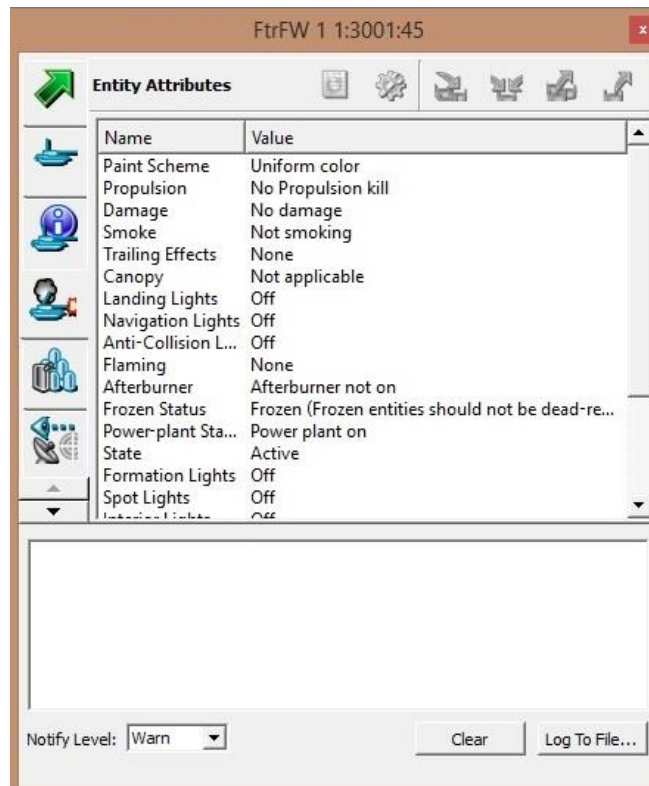 FtrFW 1 1:3001:45
x
Entity Attributes
Name Value
Paint Scheme Uniform color
Propulsion No Propulsion kill
Damage No damage
Smoke Not smoking
Trailing Effects None
Canopy Not applicable
Landing Lights Off
Navigation Lights Off
Anti-Collision L... Off
Flaming None
Afterburner Afterburner not on
Frozen Status Frozen (Frozen entities should not be dead-re...
Power-plant Sta... Power plant on
State Active
Formation Lights Off
Spot Lights Off
Interior Lights Off
Notify Level: Warn Clear Log To File...